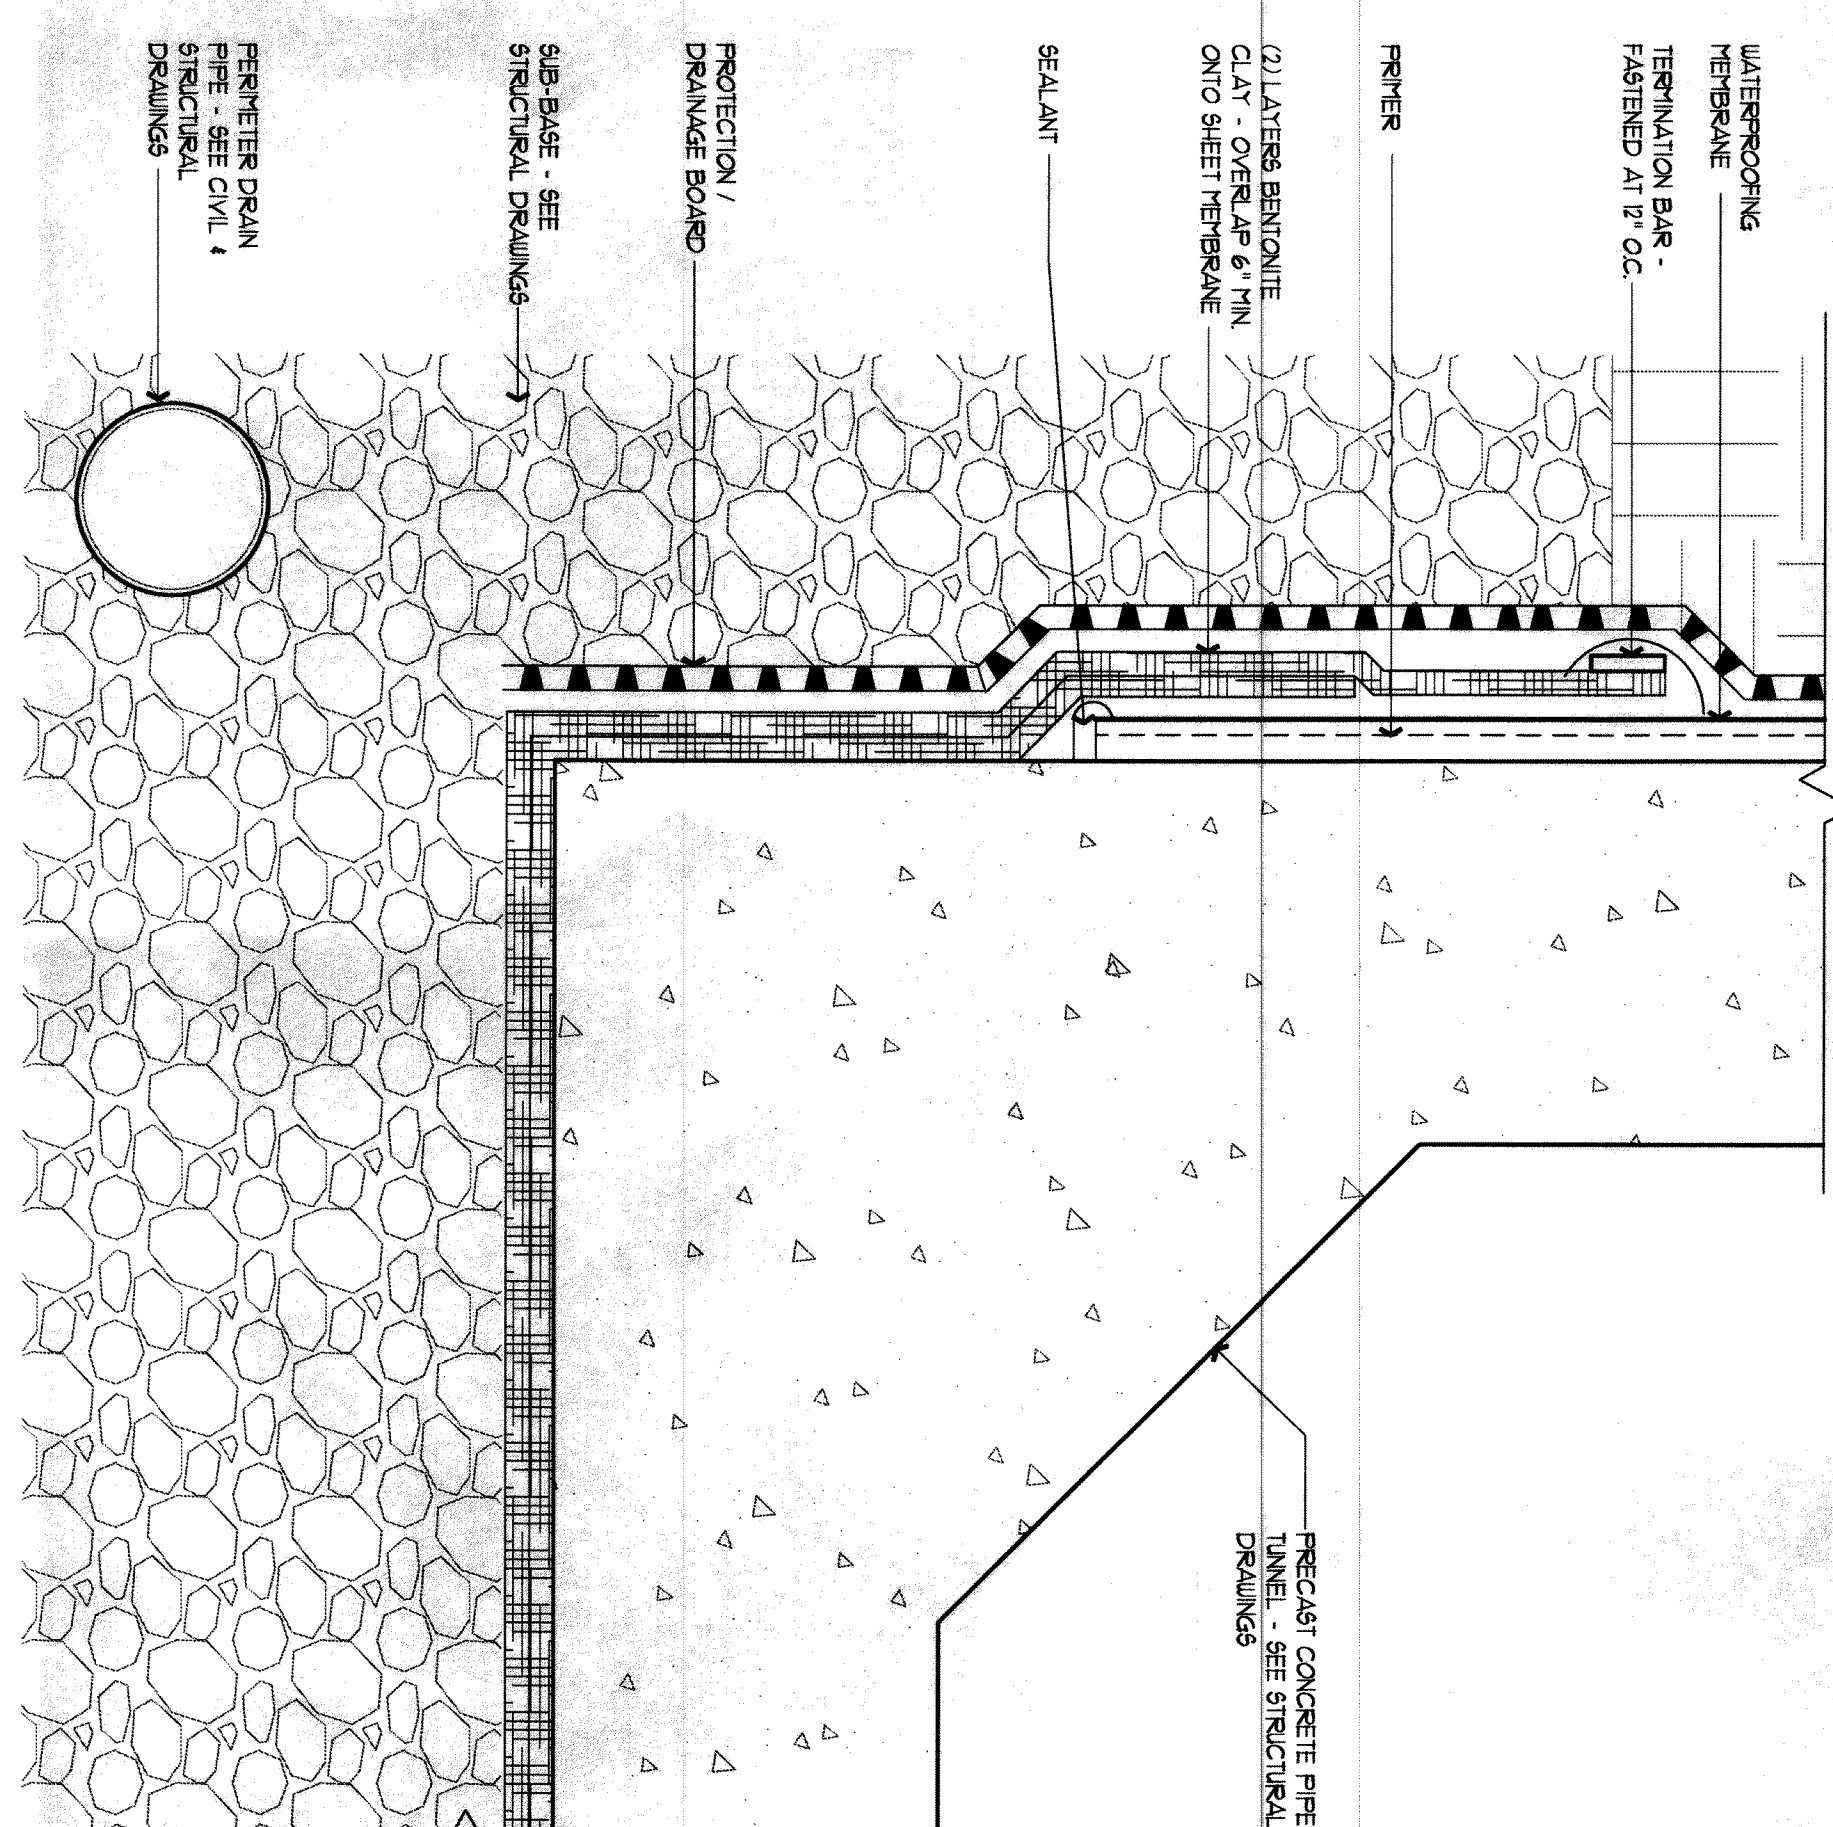 WATERPROOFING
MEMBRANE
TERMINATION BAR -
FASTENED AT 12" O.C.
PRIMER
(2) LAYERS BENTONITE
CLAY - OVERLAP 6" MIN.
ONTO SHEET MEMBRANE
SEALANT
PROTECTION /
DRAINAGE BOARD
SUB-BASE - SEE
STRUCTURAL DRAWINGS
PERIMETER DRAIN
PIPE - SEE CIVIL &
STRUCTURAL
DRAWINGS
PRECAST CONCRETE PIPE
TUNNEL - SEE STRUCTURAL
DRAWINGS